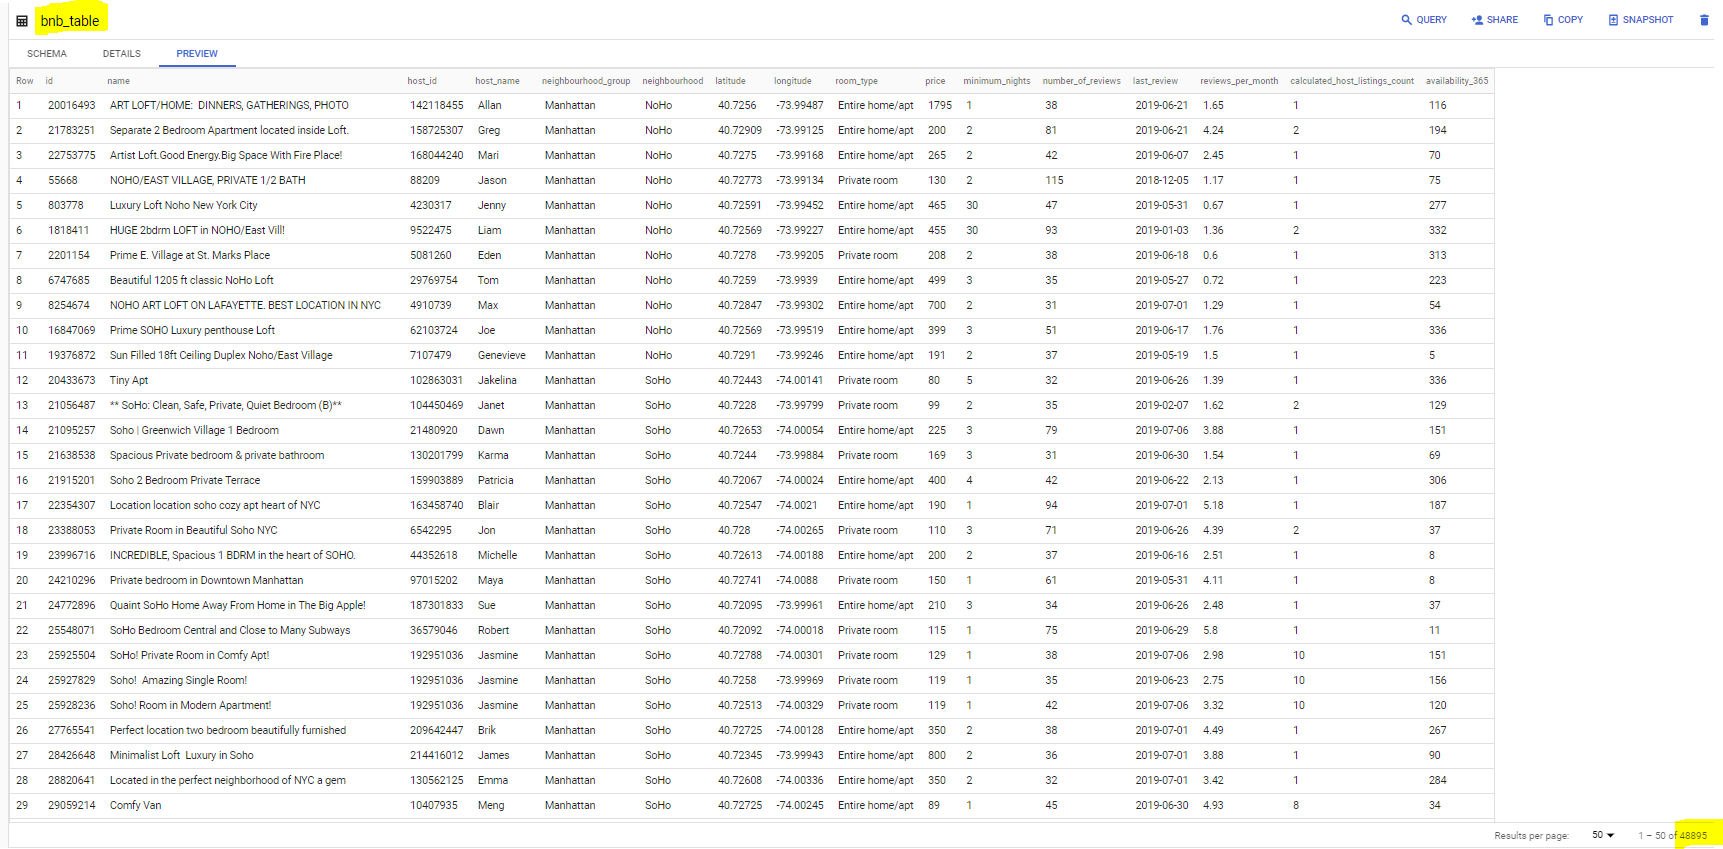 bnb_table
QUERY SHARE COPY SNAPSHOT
SCHEMA DETAILS PREVIEW
Row id name host_id host_name neighbourhood_group neighbourhood latitude longitude room_type price minimum_nights number_of_reviews last_review reviews_per_month calculated_host_listings_count availability_365
1 20016493 ART LOFT/HOME: DINNERS, GATHERINGS, PHOTO 142118455 Allan Manhattan NoHo 40.7256 -73.99487 Entire home/apt 1795 1 38 2019-06-21 1.65 1 116
2 21783251 Separate 2 Bedroom Apartment located inside Loft. 158725307 Greg Manhattan NoHo 40.72909 -73.99125 Entire home/apt 200 2 81 2019-06-21 4.24 2 194
3 22753775 Artist Loft.Good Energy.Big Space With Fire Place! 168044240 Mari Manhattan NoHo 40.7275 -73.99168 Entire home/apt 265 2 42 2019-06-07 2.45 1 70
4 55668 NOHO/EAST VILLAGE, PRIVATE 1/2 BATH 88209 Jason Manhattan NoHo 40.72773 -73.99134 Private room 130 2 115 2018-12-05 1.17 1 75
5 803778 Luxury Loft Noho New York City 4230317 Jenny Manhattan NoHo 40.72591 -73.99452 Entire home/apt 465 30 47 2019-05-31 0.67 1 277
6 1818411 HUGE 2bdrm LOFT in NOHO/East Vill! 9522475 Liam Manhattan NoHo 40.72569 -73.99227 Entire home/apt 455 30 93 2019-01-03 1.36 2 332
7 2201154 Prime E. Village at St. Marks Place 5081260 Eden Manhattan NoHo 40.7278 -73.99205 Private room 208 2 38 2019-06-18 0.6 1 313
8 6747685 Beautiful 1205 ft classic NoHo Loft 29769754 Tom Manhattan NoHo 40.7259 -73.9939 Entire home/apt 499 3 35 2019-05-27 0.72 1 223
9 8254674 NOHO ART LOFT ON LAFAYETTE. BEST LOCATION IN NYC 4910739 Max Manhattan NoHo 40.72847 -73.99302 Entire home/apt 700 2 31 2019-07-01 1.29 1 54
10 16847069 Prime SOHO Luxury penthouse Loft 62103724 Joe Manhattan NoHo 40.72569 -73.99519 Entire home/apt 399 3 51 2019-06-17 1.76 1 336
11 19376872 Sun Filled 18ft Ceiling Duplex Noho/East Village 7107479 Genevieve Manhattan NoHo 40.7291 -73.99246 Entire home/apt 191 2 37 2019-05-19 1.5 1 5
12 20433673 Tiny Apt 102863031 Jakelina Manhattan SoHo 40.72443 -74.00141 Private room 80 5 32 2019-06-26 1.39 1 336
13 21056487 ** SoHo: Clean, Safe, Private, Quiet Bedroom (B)** 104450469 Janet Manhattan SoHo 40.7228 -73.99799 Private room 99 2 35 2019-02-07 1.62 2 129
14 21095257 Soho | Greenwich Village 1 Bedroom 21480920 Dawn Manhattan SoHo 40.72653 -74.00054 Entire home/apt 225 3 79 2019-07-06 3.88 1 151
15 21638538 Spacious Private bedroom & private bathroom 130201799 Karma Manhattan SoHo 40.7244 -73.99884 Private room 169 3 31 2019-06-30 1.54 1 69
16 21915201 Soho 2 Bedroom Private Terrace 159903889 Patricia Manhattan SoHo 40.72067 -74.00024 Entire home/apt 400 4 42 2019-06-22 2.13 1 306
17 22354307 Location location soho cozy apt heart of NYC 163458740 Blair Manhattan SoHo 40.72547 -74.0021 Entire home/apt 190 1 94 2019-07-01 5.18 1 187
18 23388053 Private Room in Beautiful Soho NYC 6542295 Jon Manhattan SoHo 40.728 -74.00265 Private room 110 3 71 2019-06-26 4.39 2 37
19 23996716 INCREDIBLE, Spacious 1 BDRM in the heart of SOHO. 44352618 Michelle Manhattan SoHo 40.72613 -74.00188 Entire home/apt 200 2 37 2019-06-16 2.51 1 8
20 24210296 Private bedroom in Downtown Manhattan 97015202 Maya Manhattan SoHo 40.72741 -74.0088 Private room 150 1 61 2019-05-31 4.11 1 8
21 24772896 Quaint SoHo Home Away From Home in The Big Apple! 187301833 Sue Manhattan SoHo 40.72095 -73.99961 Entire home/apt 210 3 34 2019-06-26 2.48 1 37
22 25548071 SoHo Bedroom Central and Close to Many Subways 36579046 Robert Manhattan SoHo 40.72092 -74.00018 Private room 115 1 75 2019-06-29 5.8 1 11
23 25925504 SoHo! Private Room in Comfy Apt! 192951036 Jasmine Manhattan SoHo 40.72788 -74.00301 Private room 129 1 38 2019-07-06 2.98 10 151
24 25927829 Soho! Amazing Single Room! 192951036 Jasmine Manhattan SoHo 40.7258 -73.99969 Private room 119 1 35 2019-06-23 2.75 10 156
25 25928236 Soho! Room in Modern Apartment! 192951036 Jasmine Manhattan SoHo 40.72513 -74.00329 Private room 119 1 42 2019-07-06 3.32 10 120
26 27765541 Perfect location two bedroom beautifully furnished 209642447 Brik Manhattan SoHo 40.72725 -74.00128 Entire home/apt 350 2 38 2019-07-01 4.49 1 267
27 28426648 Minimalist Loft Luxury in Soho 214416012 James Manhattan SoHo 40.72345 -73.99943 Entire home/apt 800 2 36 2019-07-01 3.88 1 90
28 28820641 Located in the perfect neighborhood of NYC a gem 130562125 Emma Manhattan SoHo 40.72608 -74.00336 Entire home/apt 350 2 32 2019-07-01 3.42 1 284
29 29059214 Comfy Van 10407935 Meng Manhattan SoHo 40.72725 -74.00245 Entire home/apt 89 1 45 2019-06-30 4.93 8 34
Results per page: 50 1 – 50 of 48895